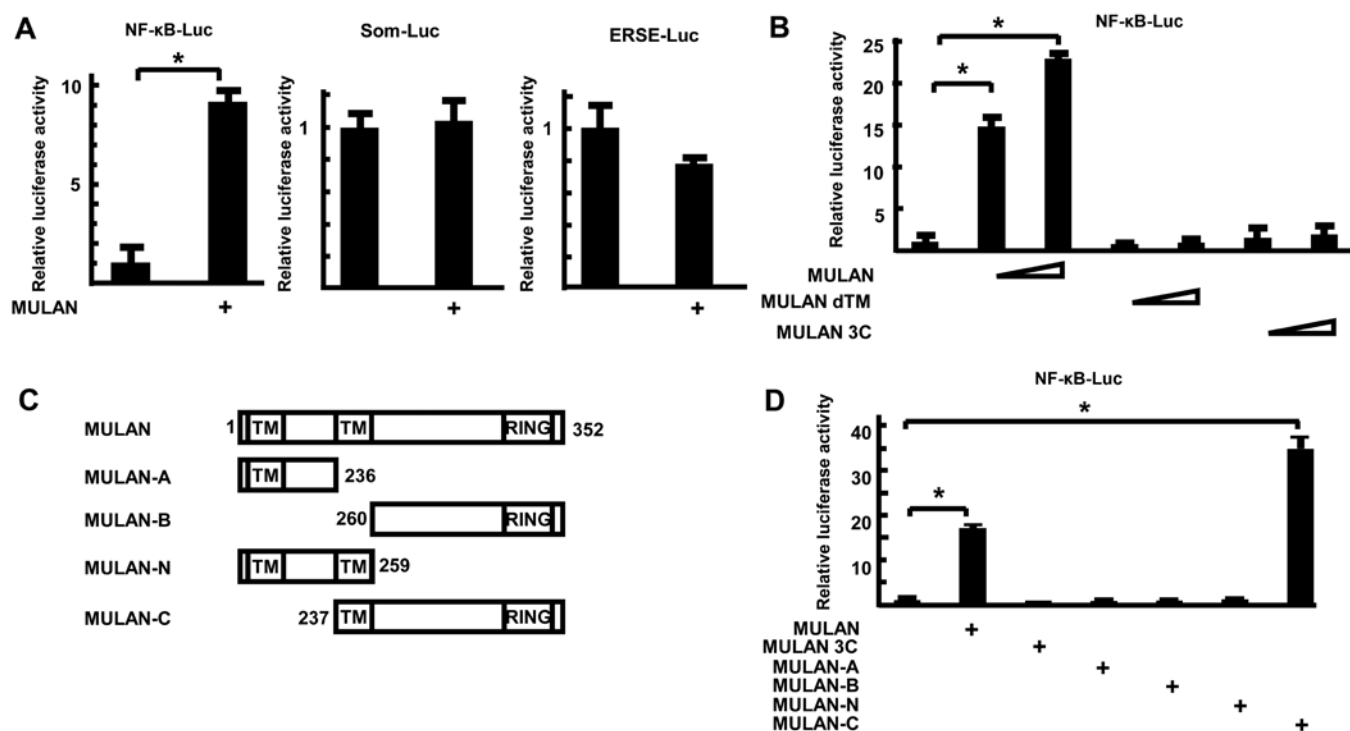 A
NF-κB-Luc
Som-Luc
ERSE-Luc
Relative luciferase activity
10
5
Relative luciferase activity
1
Relative luciferase activity
1
*
MULAN + + +
B
NF-κB-Luc
Relative luciferase activity
25
20
15
10
5
*
*
MULAN
MULAN dTM
MULAN 3C
C
MULAN 1 TM TM RING 352
MULAN-A TM 236
MULAN-B 260 RING
MULAN-N TM TM 259
MULAN-C 237 TM RING
D
NF-κB-Luc
Relative luciferase activity
40
30
20
10
*
*
MULAN +
MULAN 3C +
MULAN-A +
MULAN-B +
MULAN-N +
MULAN-C +